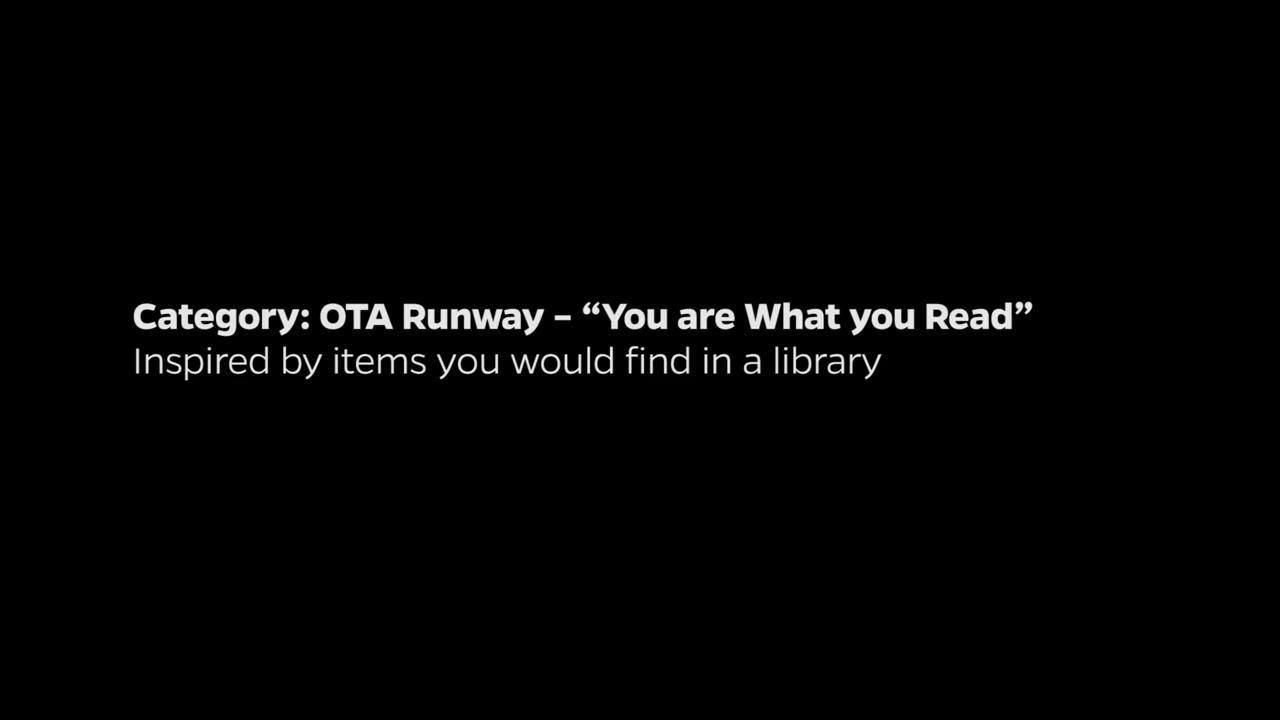 Category: OTA Runway – “You are What you Read”
Inspired by items you would find in a library